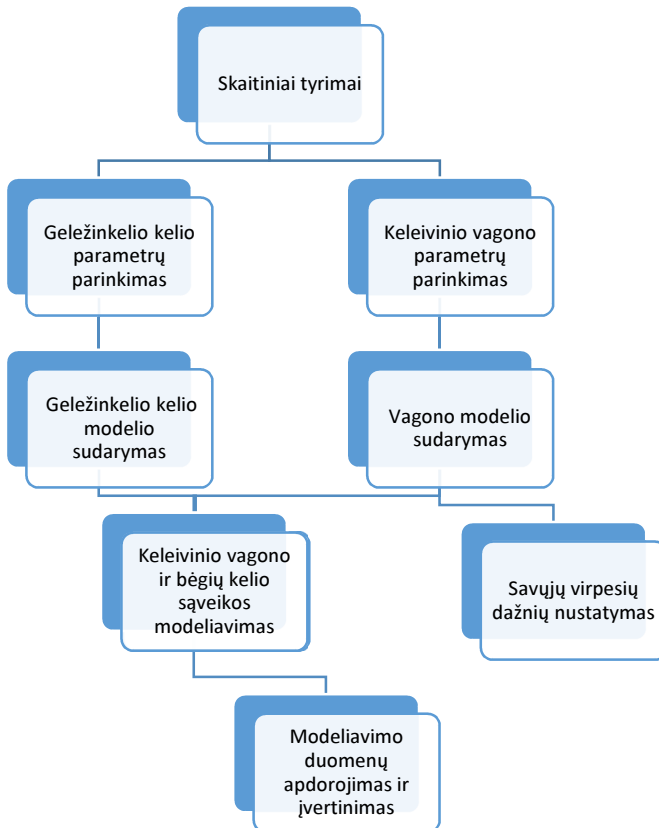 Skaitiniai tyrimai
Geležinkelio kelio
parametrų
parinkimas
Keleivinio vagono
parametrų
parinkimas
Geležinkelio kelio
modelio
sudarymas
Vagono modelio
sudarymas
Keleivinio vagono
ir bėgių kelio
sąveikos
modeliavimas
Savųjų virpesių
dažnių nustatymas
Modeliavimo
duomenų
apdorojimas ir
įvertinimas